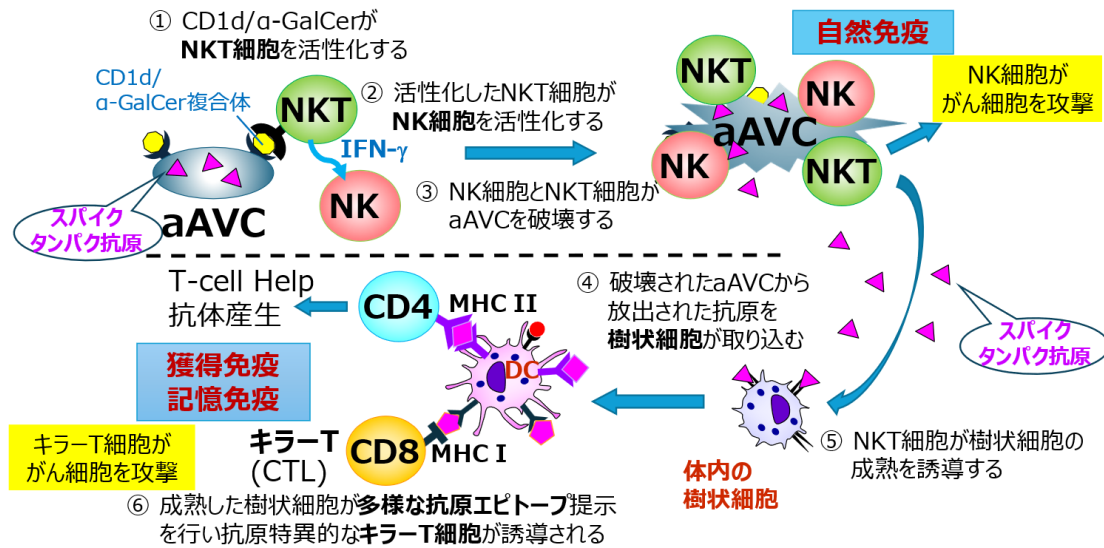 ① CD1d/α-GalCerが
NKT細胞を活性化する
CD1d/
α-GalCer複合体
NKT
② 活性化したNKT細胞が
NK細胞を活性化する
IFN-γ
NK
③ NK細胞とNKT細胞が
aAVCを破壊する
スパイク
タンパク抗原
aAVC
自然免疫
NKT
NK
aAVC
NK
NKT
NK細胞が
がん細胞を攻撃
T-cell Help
抗体産生
CD4
MHC II
④ 破壊されたaAVCから
放出された抗原を
樹状細胞が取り込む
スパイク
タンパク抗原
獲得免疫
記憶免疫
DC
キラーT細胞が
がん細胞を攻撃
キラーT
(CTL)
CD8
MHC I
体内の
樹状細胞
⑤ NKT細胞が樹状細胞の
成熟を誘導する
⑥ 成熟した樹状細胞が多様な抗原エピトープ提示
を行い抗原特異的なキラーT細胞が誘導される